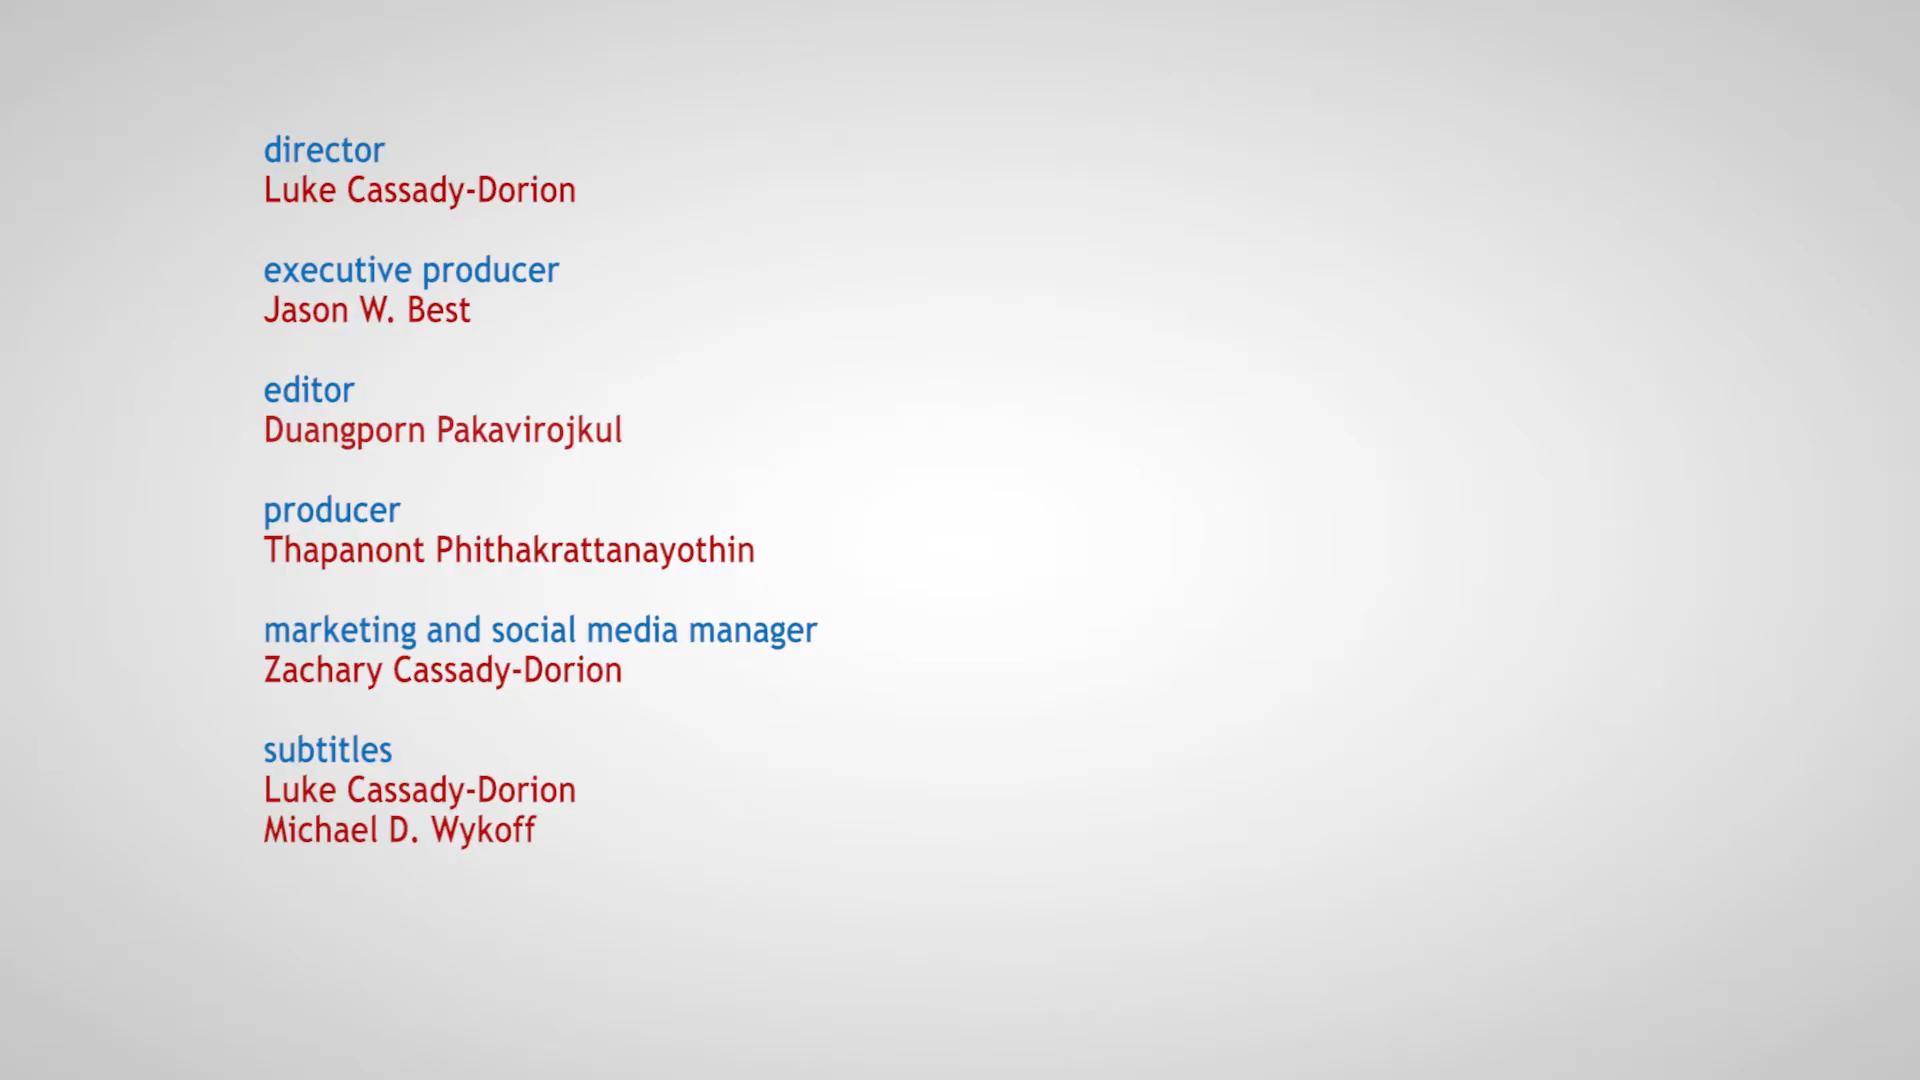 director
Luke Cassady-Dorion
executive producer
Jason W. Best
editor
Duangporn Pakavirojkul
producer
Thapanont Phithakrattanayothin
marketing and social media manager
Zachary Cassady-Dorion
subtitles
Luke Cassady-Dorion
Michael D. Wykoff